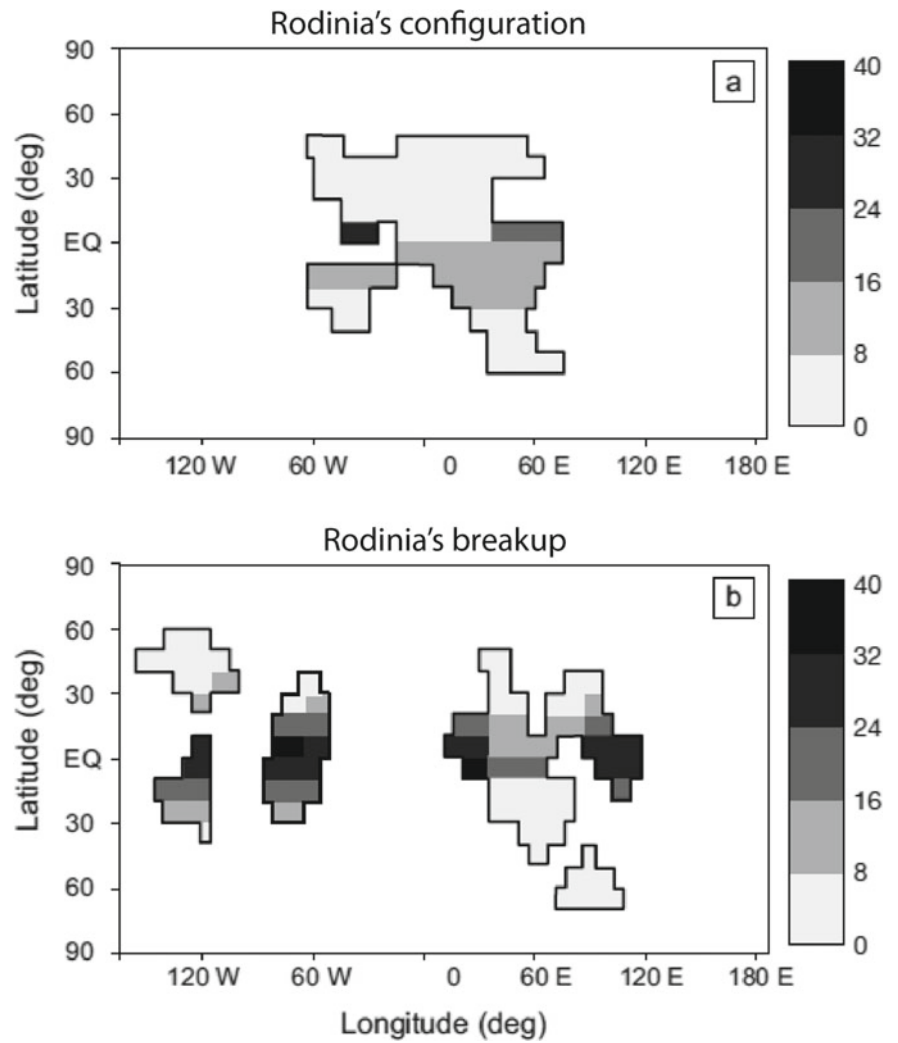 Rodinia's configuration
a
Latitude (deg)
90
60
30
EQ
30
60
90
120 W 60 W 0 60 E 120 E 180 E
40
32
24
16
8
0
Rodinia's breakup
b
Latitude (deg)
90
60
30
EQ
30
60
90
120 W 60 W 0 60 E 120 E 180 E
Longitude (deg)
40
32
24
16
8
0